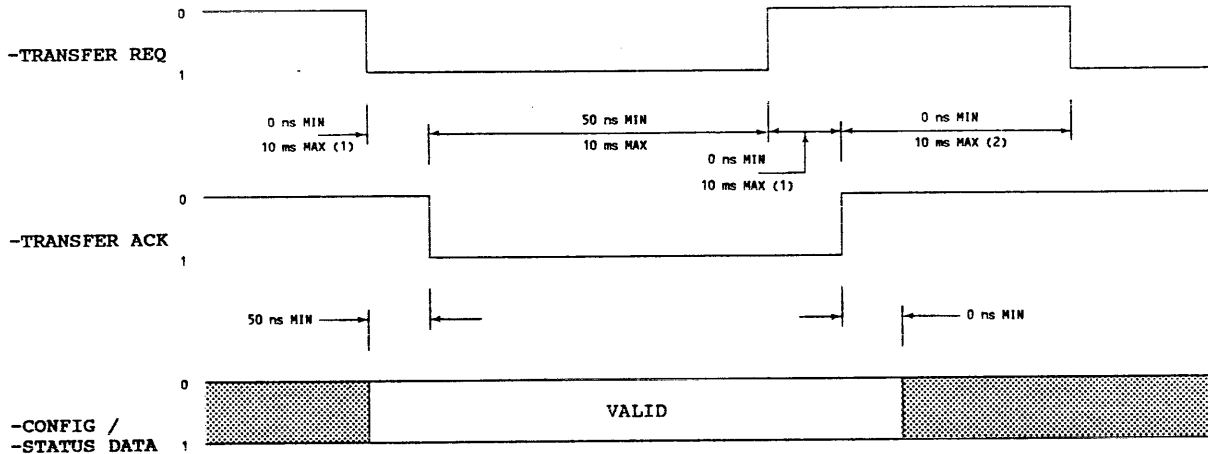 0
-TRANSFER REQ
1
0 ns MIN
10 ms MAX (1)
50 ns MIN
10 ms MAX
0 ns MIN
10 ms MAX (1)
0 ns MIN
10 ms MAX (2)
0
-TRANSFER ACK
1
50 ns MIN
0 ns MIN
0
VALID
-CONFIG /
-STATUS DATA
1